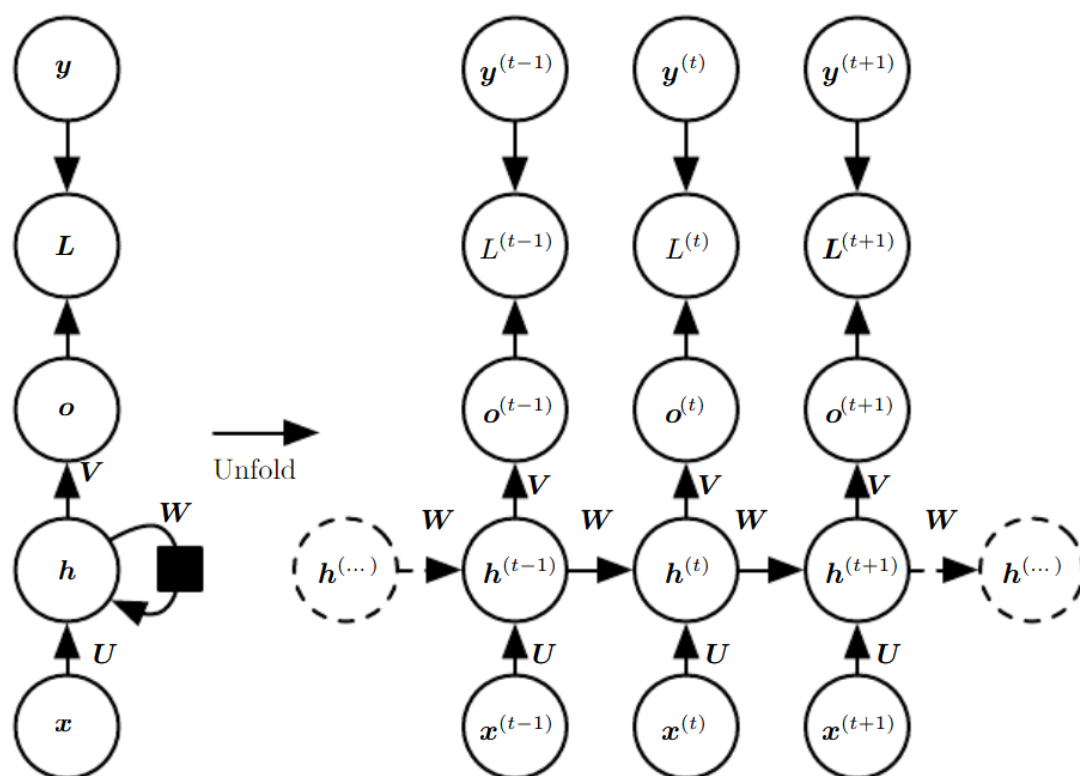 y y^(t−1) y^(t) y^(t+1)
L L^(t−1) L^(t) L^(t+1)
o o^(t−1) o^(t) o^(t+1)
Unfold
V V V V
W W W W W
h h^(...) h^(t−1) h^(t) h^(t+1) h^(...)
U U U U
x x^(t−1) x^(t) x^(t+1)